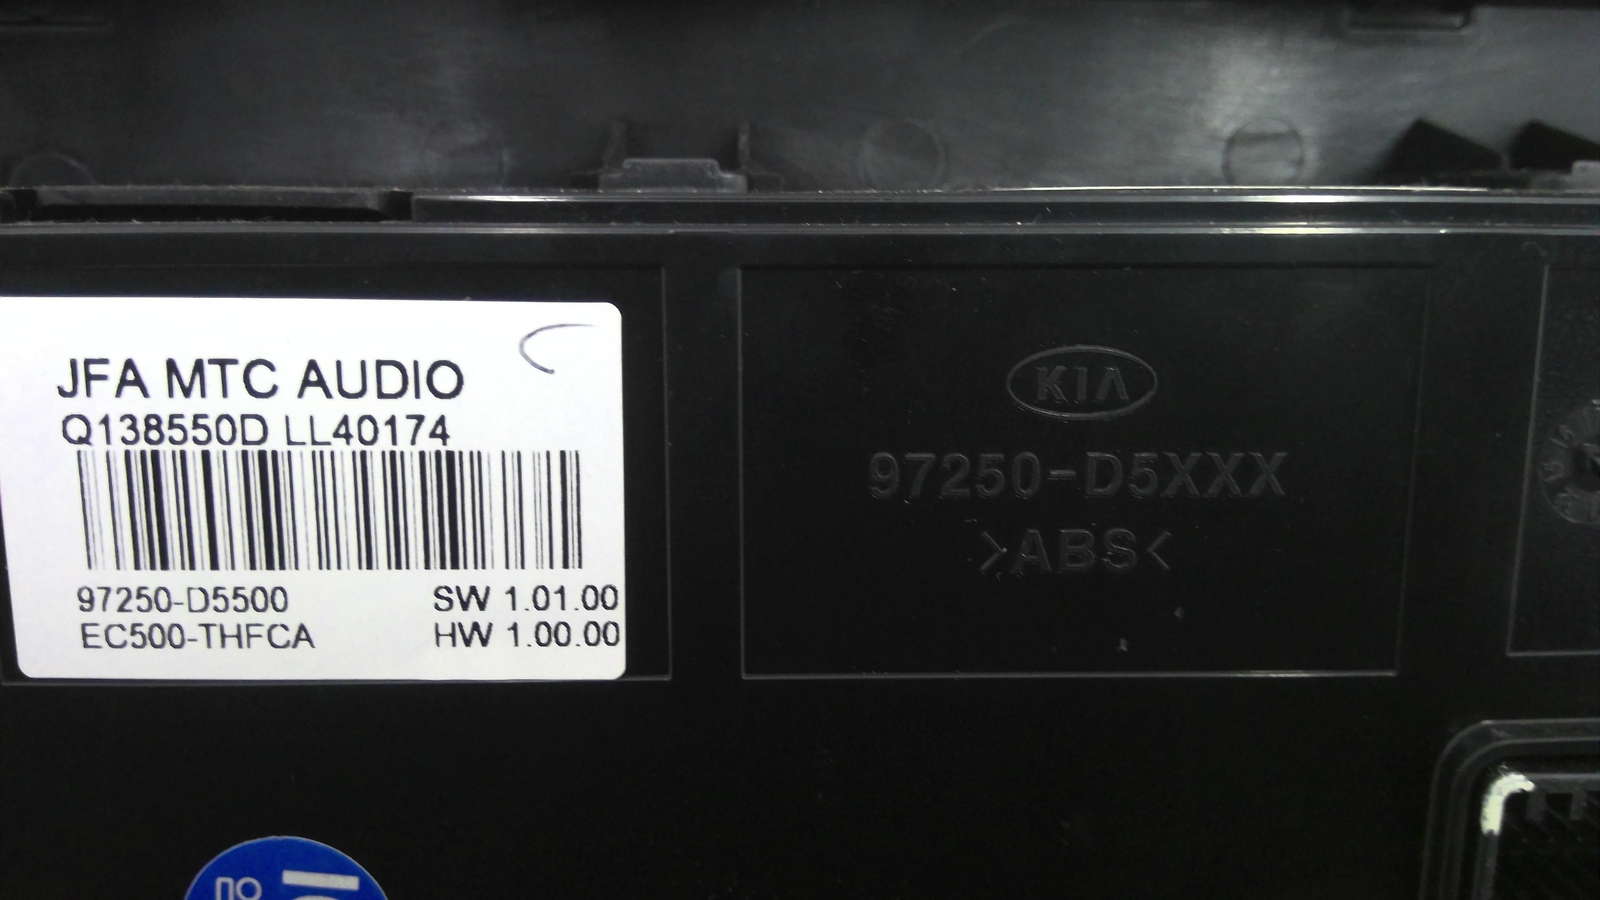 JFA MTC AUDIO
Q138550D LL40174
97250-D5500 SW 1.01.00
EC500-THFCA HW 1.00.00
KIA
97250-D5XXX
>ABS<
по